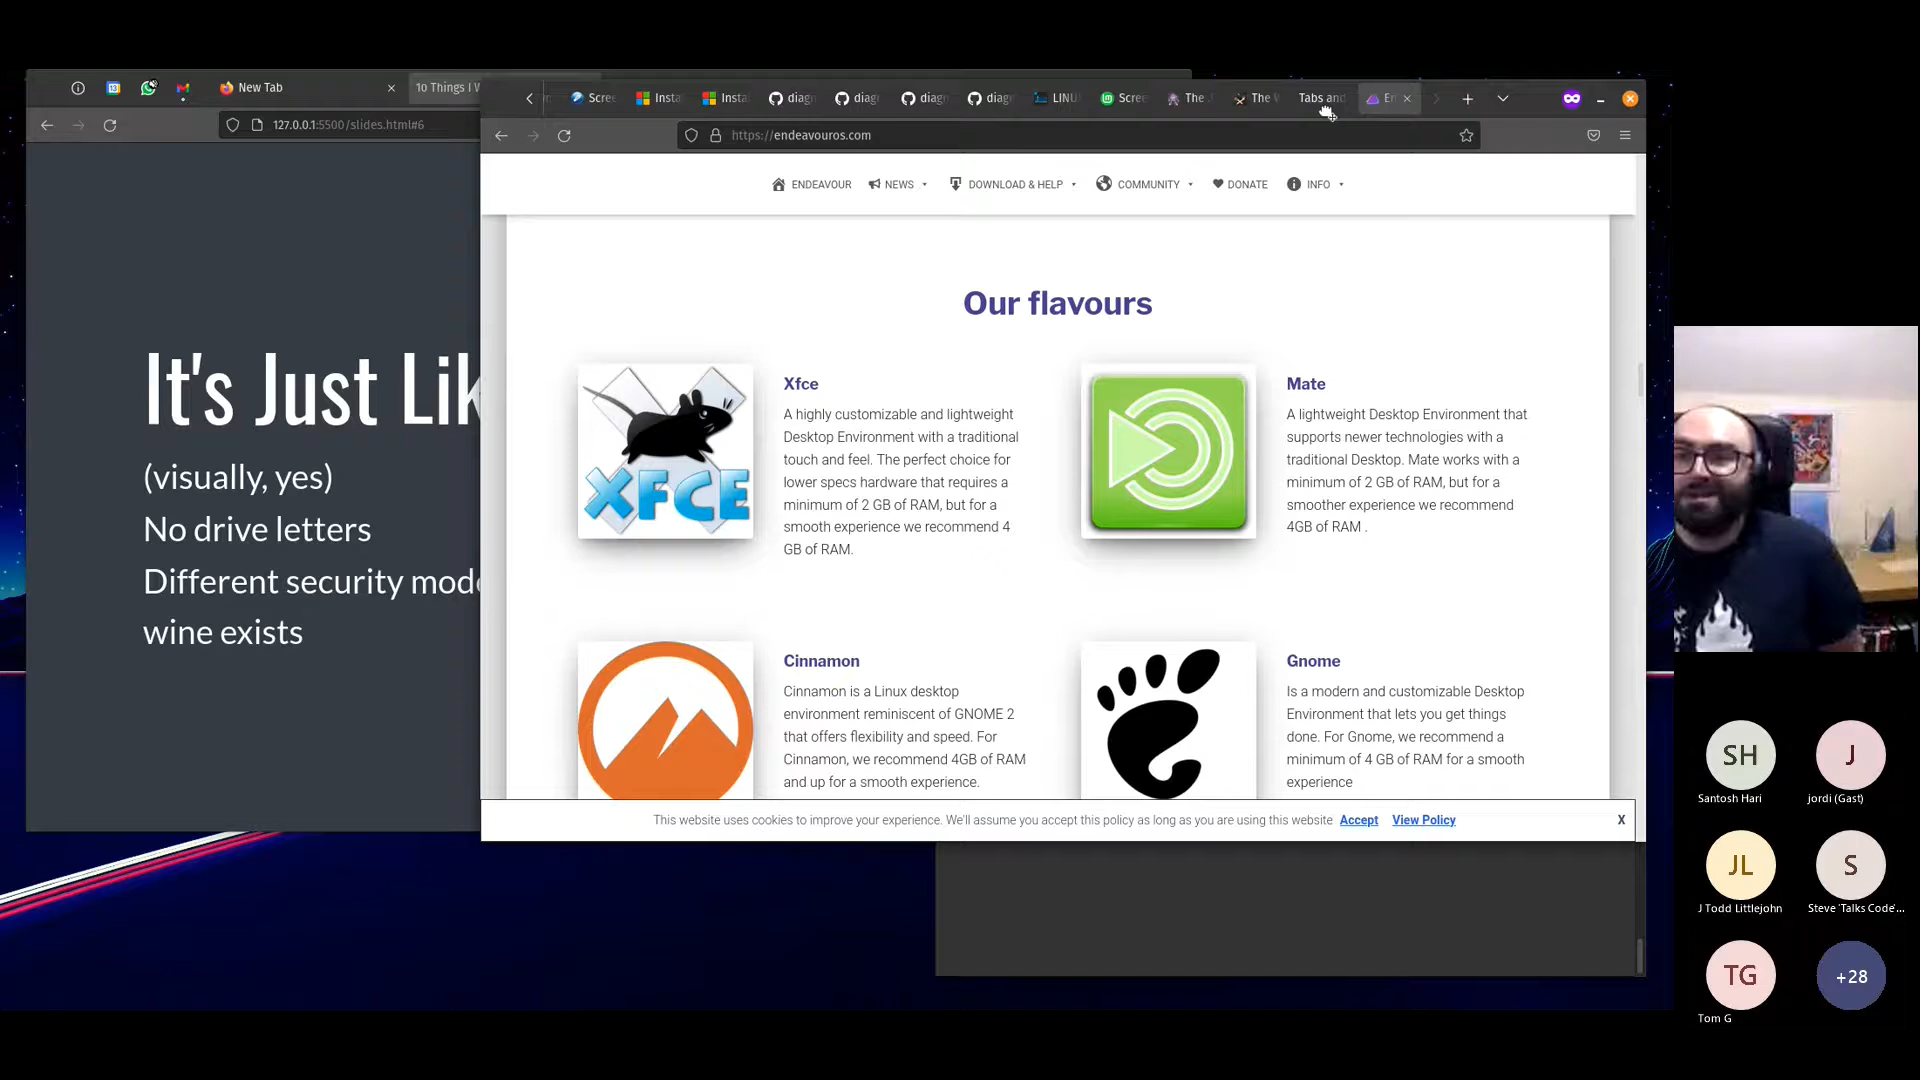 New Tab
10 Things I W
127.0.0.1:5500/slides.html#6
It's Just Lik
(visually, yes)
No drive letters
Different security mode
wine exists
Scre
Insta
Insta
diag
diag
diag
diag
LINU
Scre
The
The W
Tabs and
En
https://endeavouros.com
ENDEAVOUR
NEWS
DOWNLOAD & HELP
COMMUNITY
DONATE
INFO
Our flavours
XFCE
Xfce
A highly customizable and lightweight
Desktop Environment with a traditional
touch and feel. The perfect choice for
lower specs hardware that requires a
minimum of 2 GB of RAM, but for a
smooth experience we recommend 4
GB of RAM.
Mate
A lightweight Desktop Environment that
supports newer technologies with a
traditional Desktop. Mate works with a
minimum of 2 GB of RAM, but for a
smoother experience we recommend
4GB of RAM .
Cinnamon
Cinnamon is a Linux desktop
environment reminiscent of GNOME 2
that offers flexibility and speed. For
Cinnamon, we recommend 4GB of RAM
and up for a smooth experience.
Gnome
Is a modern and customizable Desktop
Environment that lets you get things
done. For Gnome, we recommend a
minimum of 4 GB of RAM for a smooth
experience
This website uses cookies to improve your experience. We'll assume you accept this policy as long as you are using this website Accept View Policy X
SH
Santosh Hari
J
jordi (Gast)
JL
J Todd Littlejohn
S
Steve 'Talks Code'...
TG
Tom G
+28